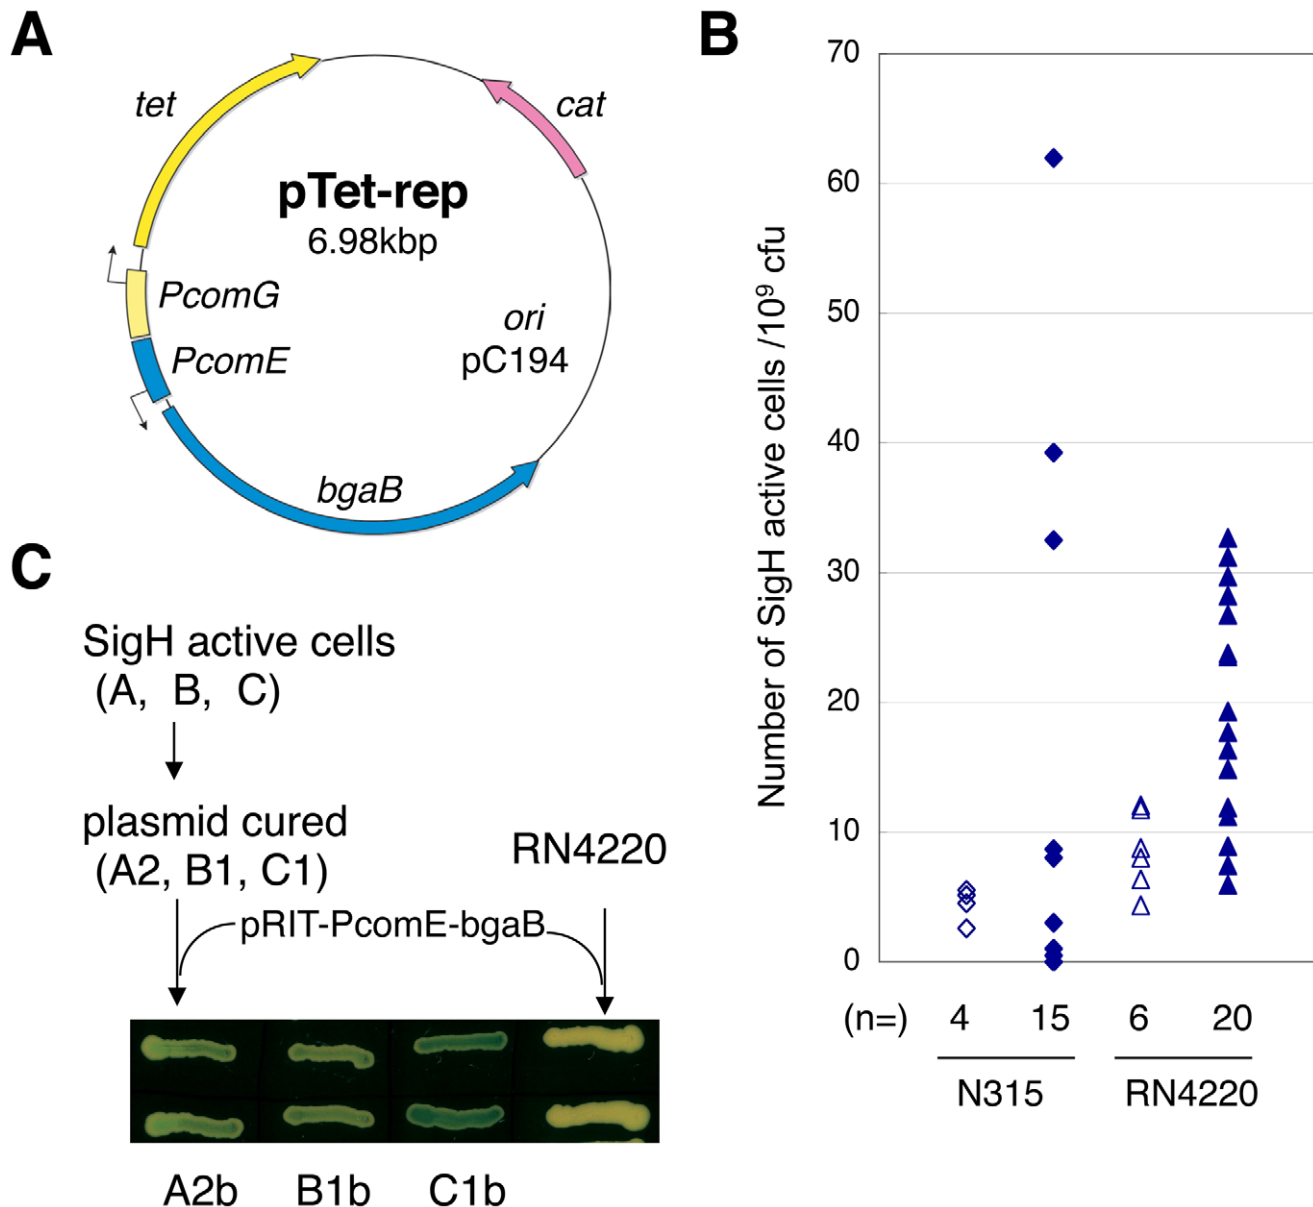 A
tet
cat
pTet-rep
6.98kbp
PcomG
ori
PcomE
pC194
bgaB
B
Number of SigH active cells /10⁹ cfu
70
60
50
40
30
20
10
0
(n=) 4 15 6 20
N315 RN4220
C
SigH active cells
(A, B, C)
plasmid cured
(A2, B1, C1)
RN4220
pRIT-PcomE-bgaB
A2b B1b C1b